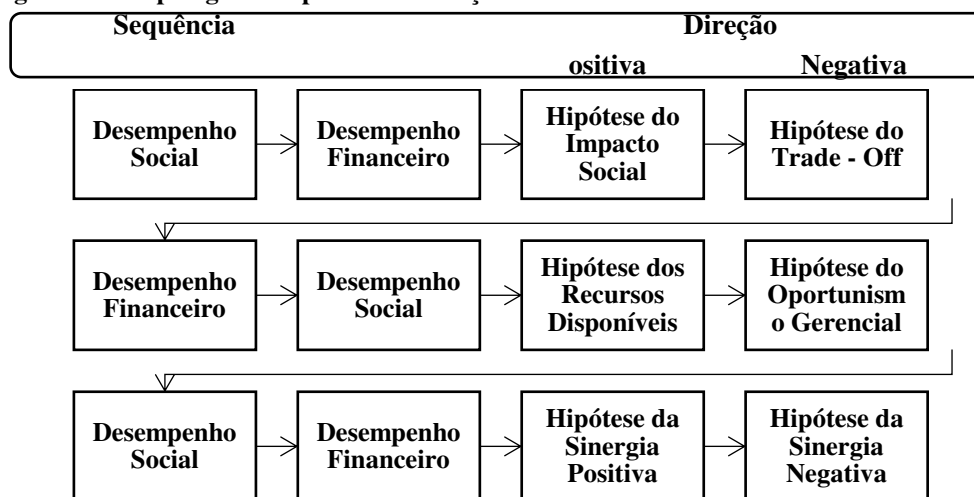 Sequência Direção
ositiva Negativa
Desempenho
Social
Desempenho
Financeiro
Hipótese do
Impacto
Social
Hipótese do
Trade - Off
Desempenho
Financeiro
Desempenho
Social
Hipótese dos
Recursos
Disponíveis
Hipótese do
Oportunism
o Gerencial
Desempenho
Social
Desempenho
Financeiro
Hipótese da
Sinergia
Positiva
Hipótese da
Sinergia
Negativa